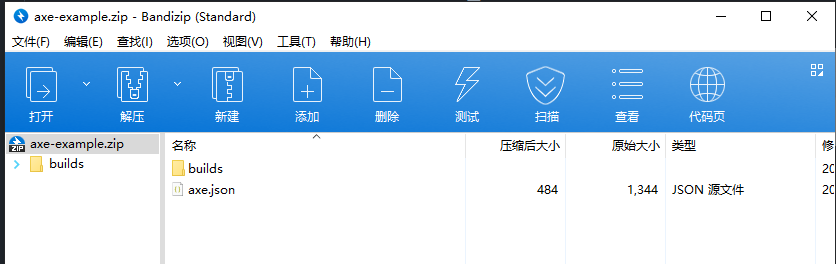 axe-example.zip - Bandizip (Standard)
文件(F) 编辑(E) 查找(I) 选项(O) 视图(V) 工具(T) 帮助(H)
打开 解压 新建 添加 删除 测试 扫描 查看 代码页
axe-example.zip
builds
名称 压缩后大小 原始大小 类型 修
builds 20
axe.json 484 1,344 JSON 源文件 20